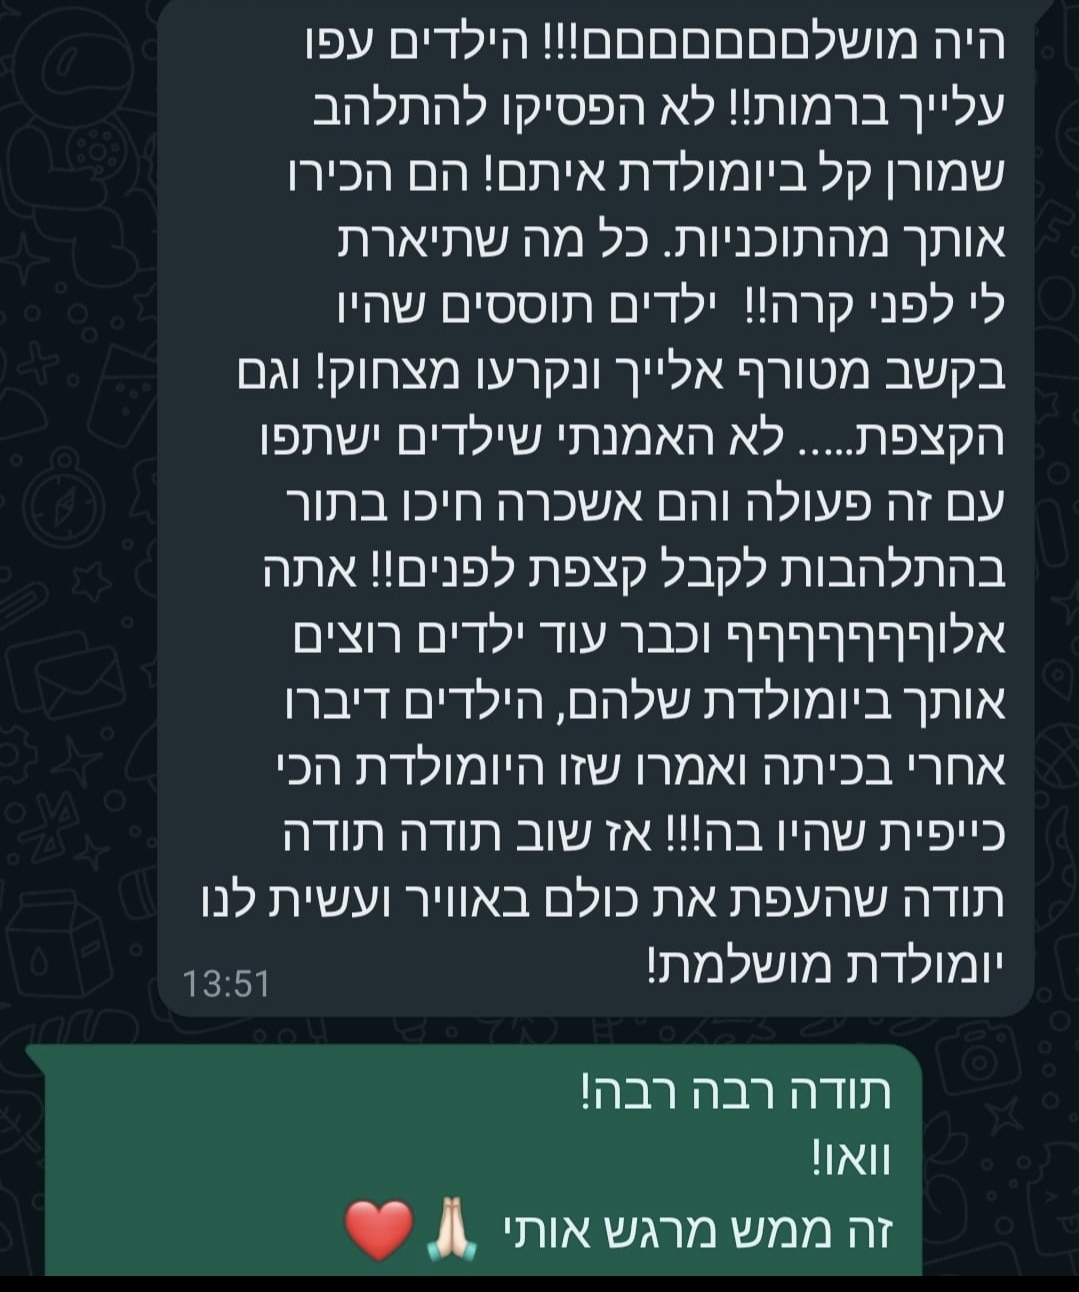 היה מושלםםםםםםם!!! הילדים עפו
עלייך ברמות!! לא הפסיקו להתלהב
שמורן קל ביומולדת איתם! הם הכירו
אותך מהתוכניות. כל מה שתיארת
לי לפני קרה!!  ילדים תוססים שהיו
בקשב מטורף אלייך ונקרעו מצחוק! וגם
הקצפת..... לא האמנתי שילדים ישתפו
עם זה פעולה והם אשכרה חיכו בתור
בהתלהבות לקבל קצפת לפנים!! אתה
אלוףףףףףףףף וכבר עוד ילדים רוצים
אותך ביומולדת שלהם, הילדים דיברו
אחרי בכיתה ואמרו שזו היומולדת הכי
כייפית שהיו בה!!! אז שוב תודה תודה
תודה שהעפת את כולם באוויר ועשית לנו
יומולדת מושלמת!
13:51
תודה רבה רבה!
וואו!
זה ממש מרגש אותי 🙏🏻❤️